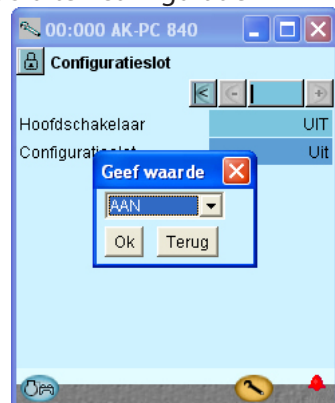 00:000 AK-PC 840
Configuratieslot
Hoofdschakelaar UIT
Uit
Geef waarde
AAN
Ok Terug